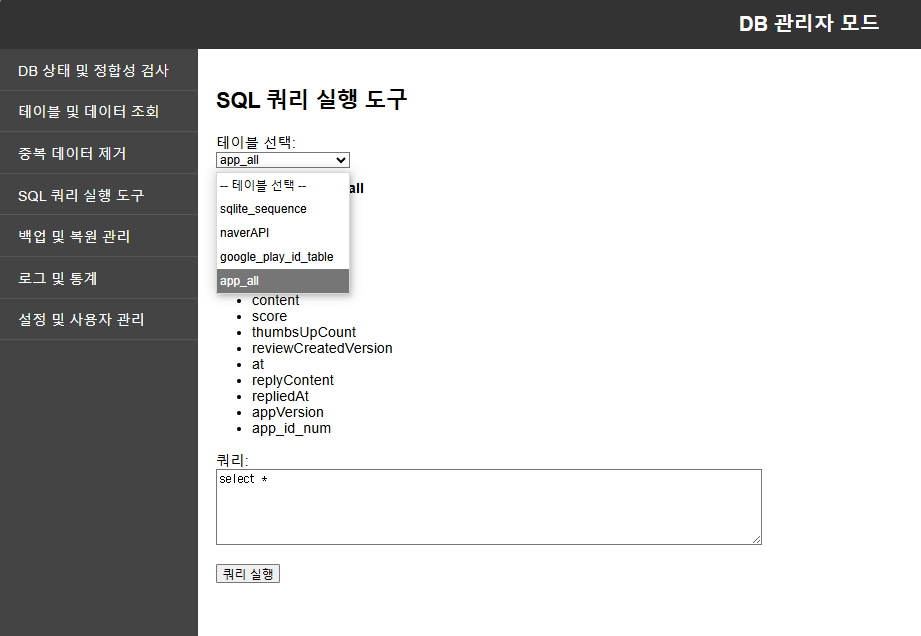 DB 관리자 모드
DB 상태 및 정합성 검사
테이블 및 데이터 조회
중복 데이터 제거
SQL 쿼리 실행 도구
백업 및 복원 관리
로그 및 통계
설정 및 사용자 관리
SQL 쿼리 실행 도구
테이블 선택:
app_all
-- 테이블 선택 --
all
sqlite_sequence
naverAPI
google_play_id_table
app_all
content
score
thumbsUpCount
reviewCreatedVersion
at
replyContent
repliedAt
appVersion
app_id_num
쿼리:
select *
쿼리 실행